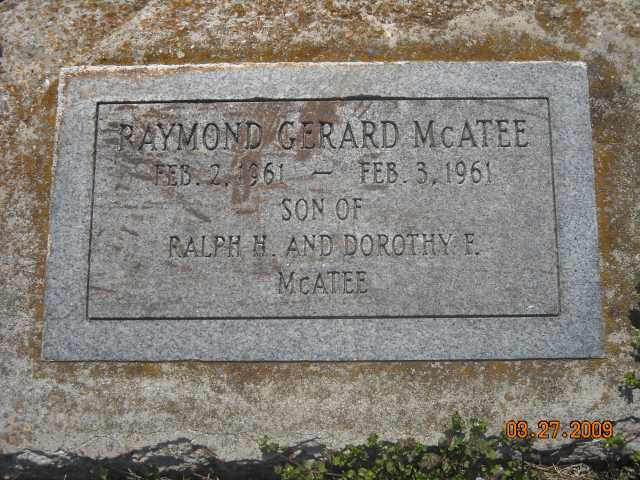 RAYMOND GERARD McATEE
FEB. 2, 1961 — FEB. 3, 1961
SON OF
RALPH H. AND DOROTHY F.
McATEE
03.27.2009